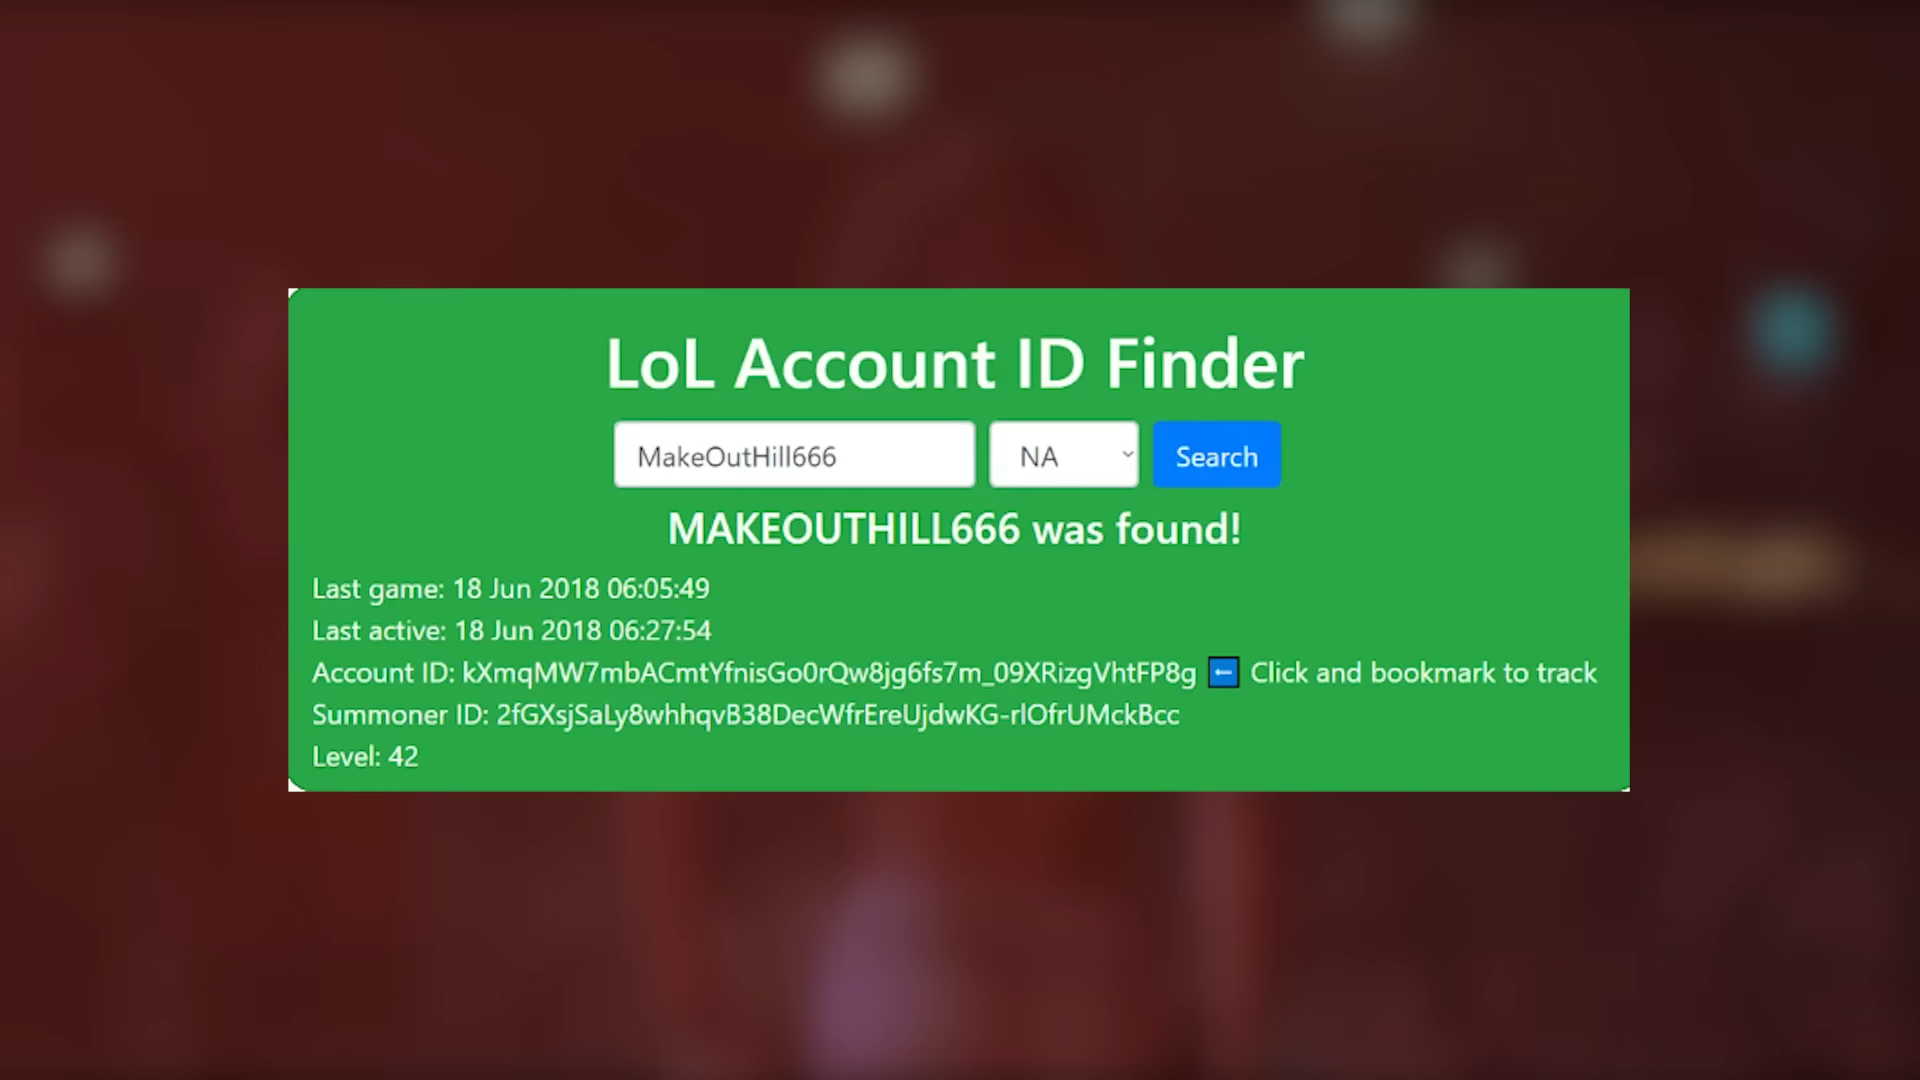 LoL Account ID Finder
MakeOutHill666 NA Search
MAKEOUTHILL666 was found!
Last game: 18 Jun 2018 06:05:49
Last active: 18 Jun 2018 06:27:54
Account ID: kXmqMW7mbACmtYfnisGo0rQw8jg6fs7m_09XRizgVhtFP8g ← Click and bookmark to track
Summoner ID: 2fGXsjSaLy8whhqvB38DecWfrEreUjdwKG-rlOfrUMckBcc
Level: 42